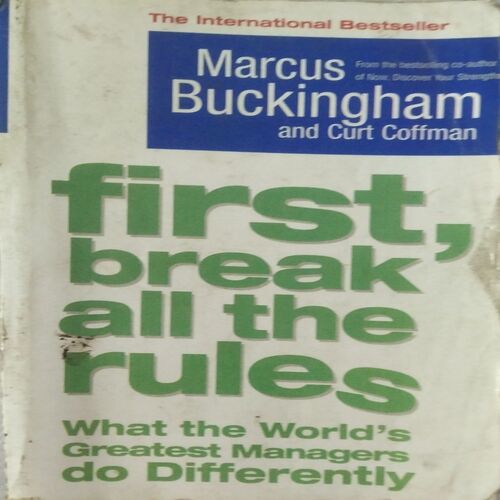 The International Bestseller
Marcus
From the bestselling co-author
of Now, Discover Your Strengths
Buckingham
and Curt Coffman
first,
break
all the
rules
What the World's
Greatest Managers
do Differently